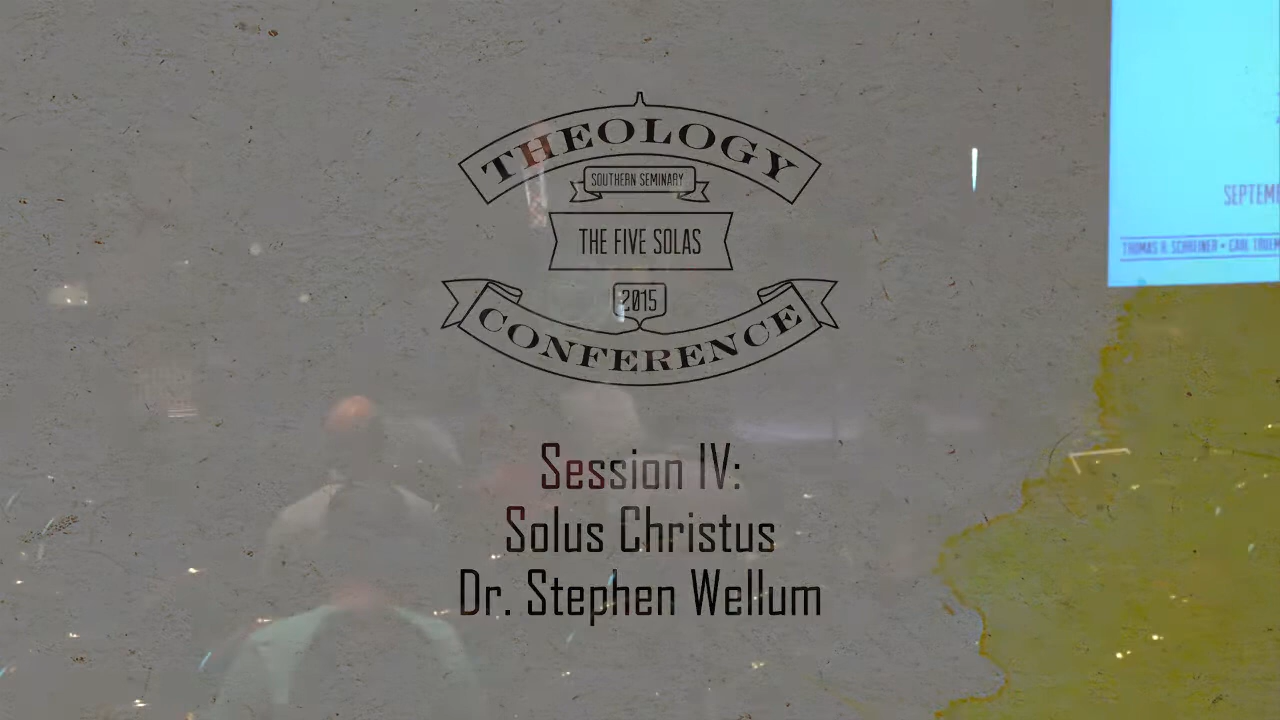 THEOLOGY
SOUTHERN SEMINARY
THE FIVE SOLAS
2015
CONFERENCE
Session IV:
Solus Christus
Dr. Stephen Wellum
SEPTEM
THOMAS R. SCHREINER • CARL TRUEM